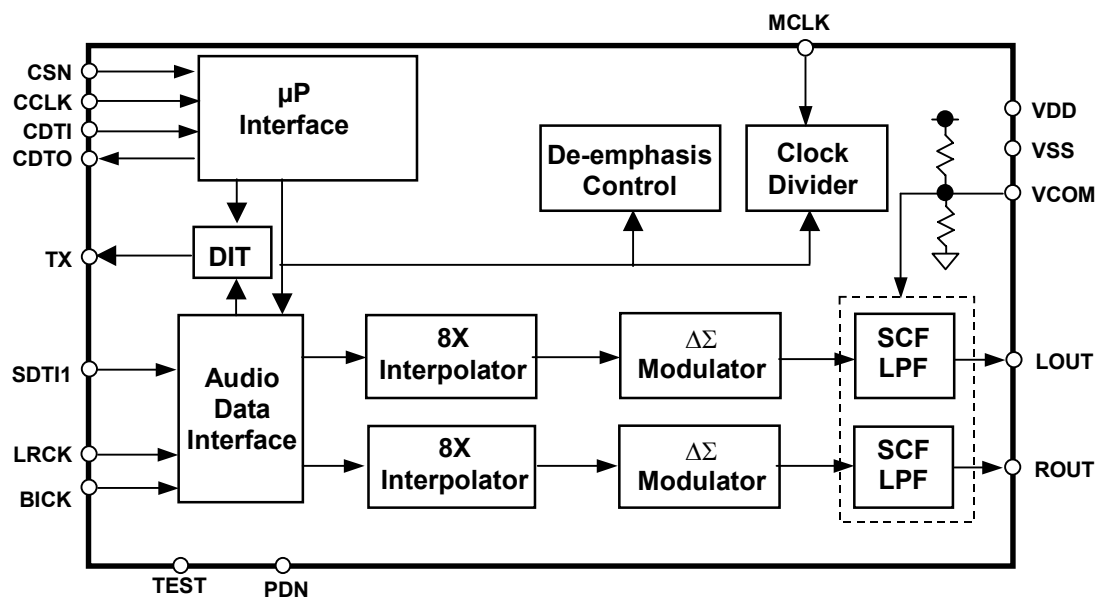 MCLK
CSN
CCLK
CDTI
CDTO
µP
Interface
De-emphasis
Control
Clock
Divider
VDD
VSS
VCOM
TX
DIT
SDTI1
LRCK
BICK
Audio
Data
Interface
8X
Interpolator
ΔΣ
Modulator
SCF
LPF
LOUT
8X
Interpolator
ΔΣ
Modulator
SCF
LPF
ROUT
TEST
PDN